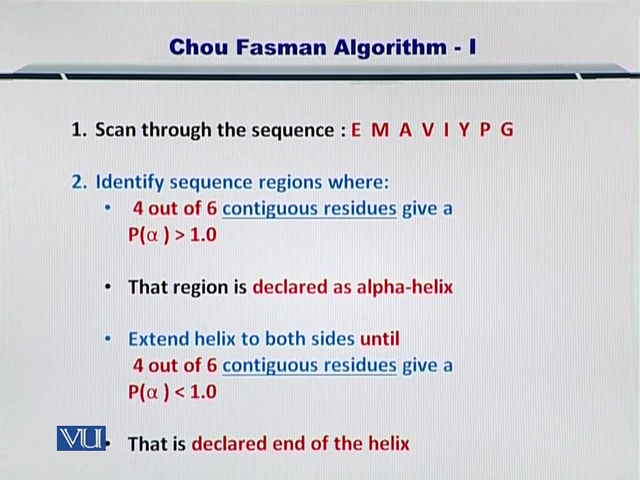 Chou Fasman Algorithm - I
1. Scan through the sequence : E M A V I Y P G
2. Identify sequence regions where:
• 4 out of 6 contiguous residues give a
P(α ) > 1.0
• That region is declared as alpha-helix
• Extend helix to both sides until
4 out of 6 contiguous residues give a
P(α ) < 1.0
• That is declared end of the helix
VU